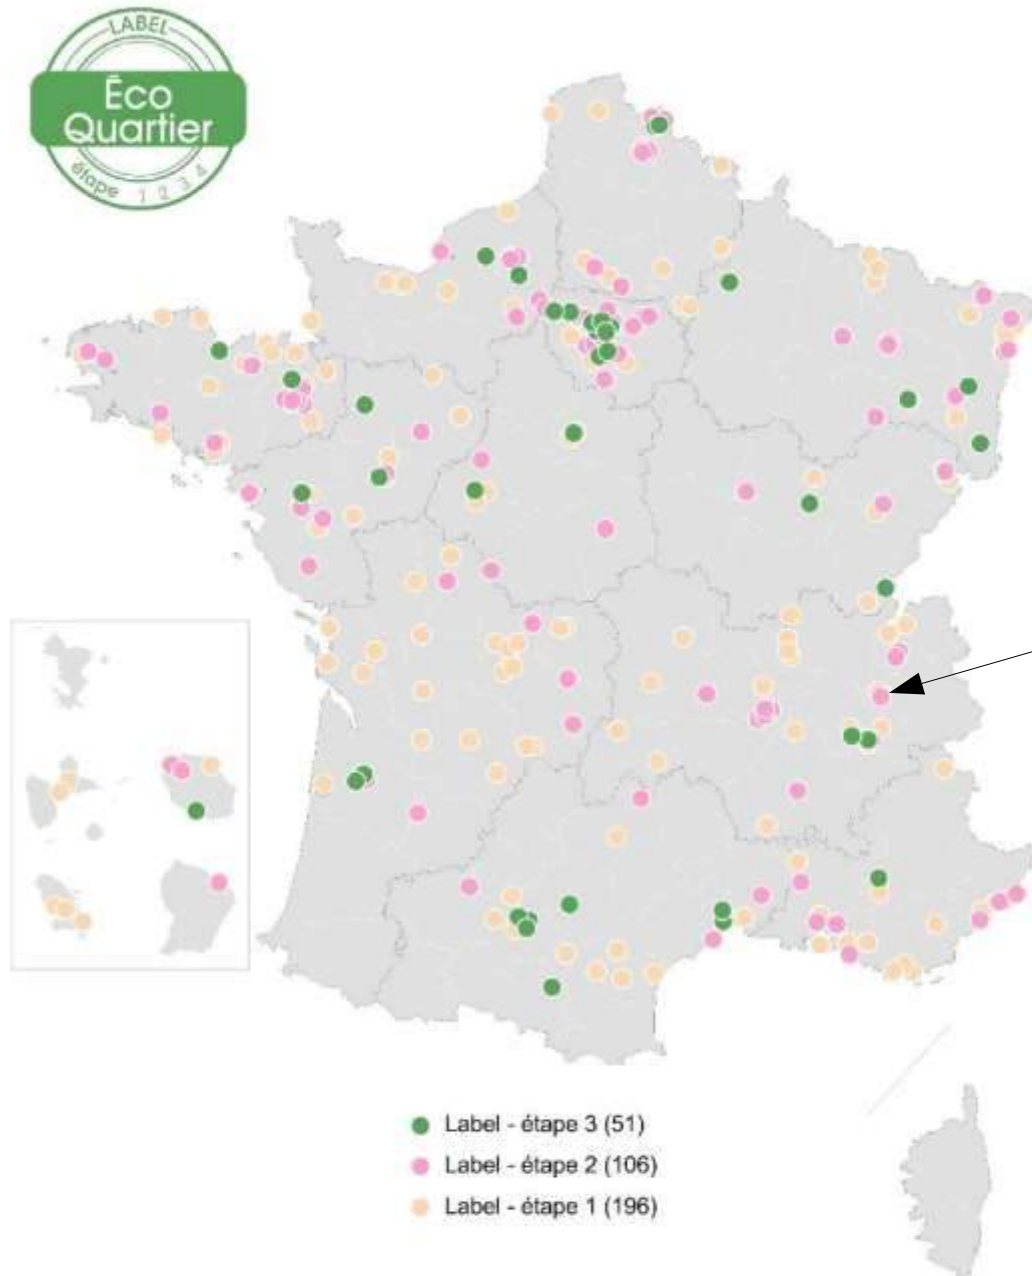 LABEL
Éco
Quartier
étape 1 2 3 4
Label - étape 3 (51)
Label - étape 2 (106)
Label - étape 1 (196)